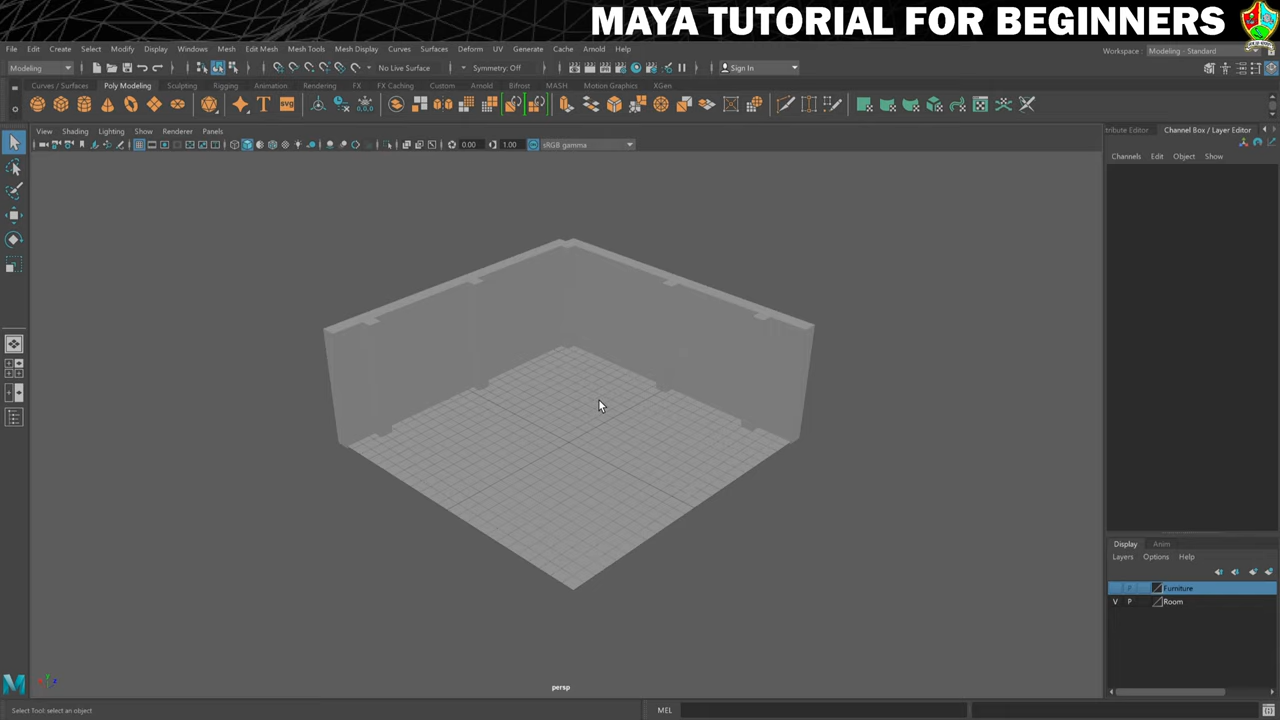 MAYA TUTORIAL FOR BEGINNERS
File Edit Create Select Modify Display Windows Mesh Edit Mesh Mesh Tools Mesh Display Curves Surfaces Deform UV Generate Cache Arnold Help
Workspace : Modeling - Standard
Modeling No Live Surface Symmetry: Off Sign In
Curves / Surfaces Poly Modeling Sculpting Rigging Animation Rendering FX FX Caching Custom Arnold Bifrost MASH Motion Graphics XGen
svg
View Shading Lighting Show Renderer Panels
tribute Editor Channel Box / Layer Editor
0.00 1.00 sRGB gamma
Channels Edit Object Show
Display Anim
Layers Options Help
Furniture
V P Room
persp
Select Tool: select an object
MEL